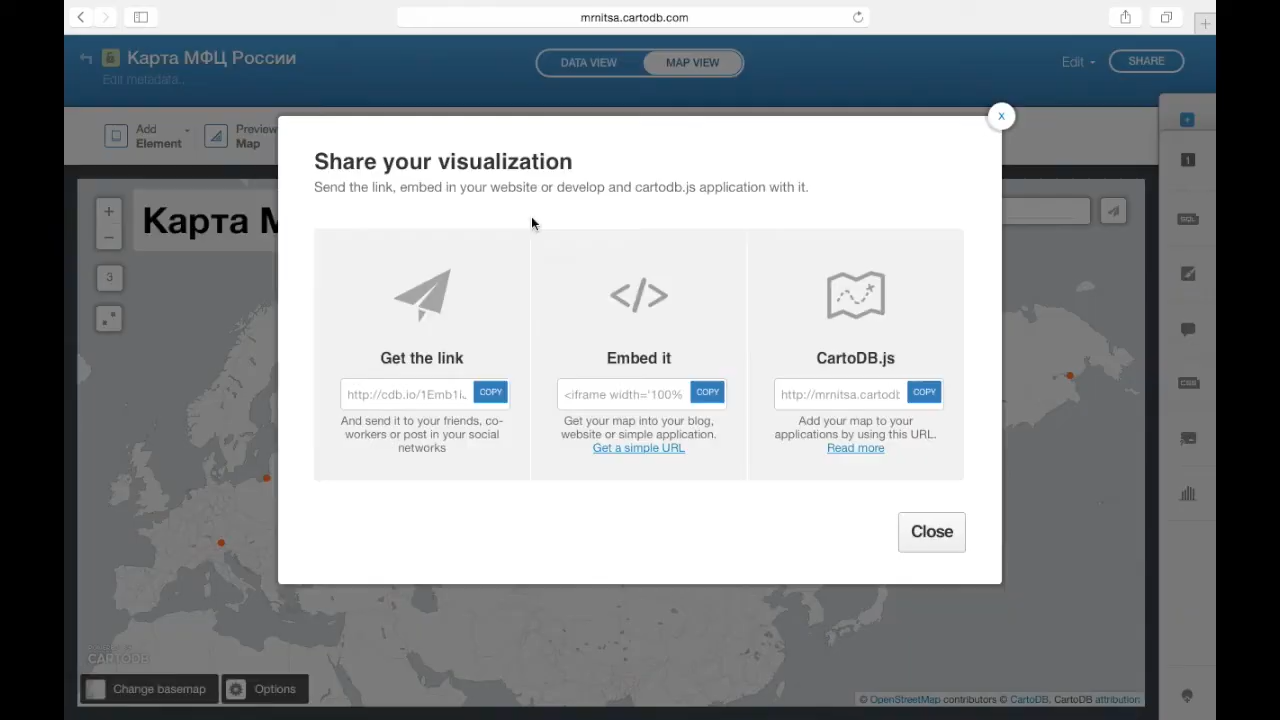 mrnitsa.cartodb.com
Карта МФЦ России
Edit metadata...
DATA VIEW
MAP VIEW
Edit
SHARE
Add
Element
Preview
Map
x
Share your visualization
Send the link, embed in your website or develop and cartodb.js application with it.
1
SQL
+
Карта М
−
3
Get the link
Embed it
CartoDB.js
http://cdb.io/1Emb1i
COPY
<iframe width='100%
COPY
http://mrnitsa.cartodb
COPY
And send it to your friends, co-
workers or post in your social
networks
Get your map into your blog,
website or simple application.
Get a simple URL
Add your map to your
applications by using this URL.
Read more
CSS
Close
CARTODB
Change basemap
Options
© OpenStreetMap contributors © CartoDB, CartoDB attribution